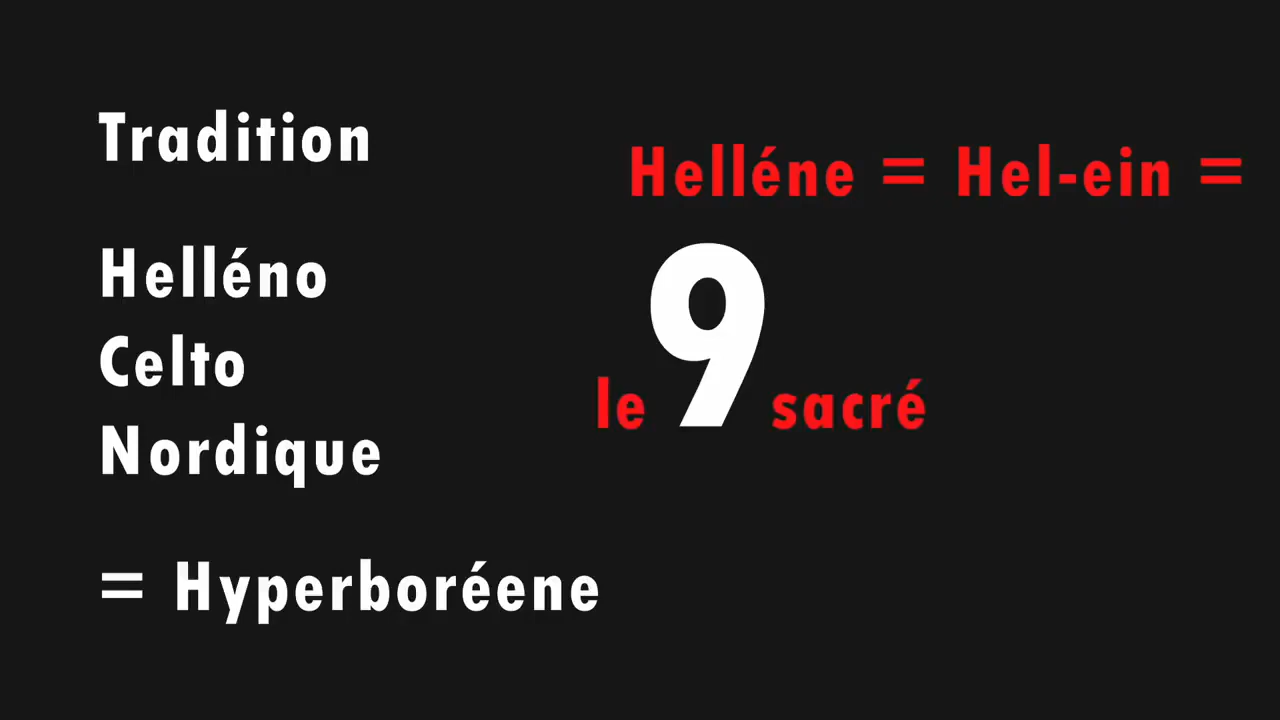 Tradition
Helléno
Celto
Nordique
= Hyperboréene
Helléne = Hel-ein =
le 9 sacré